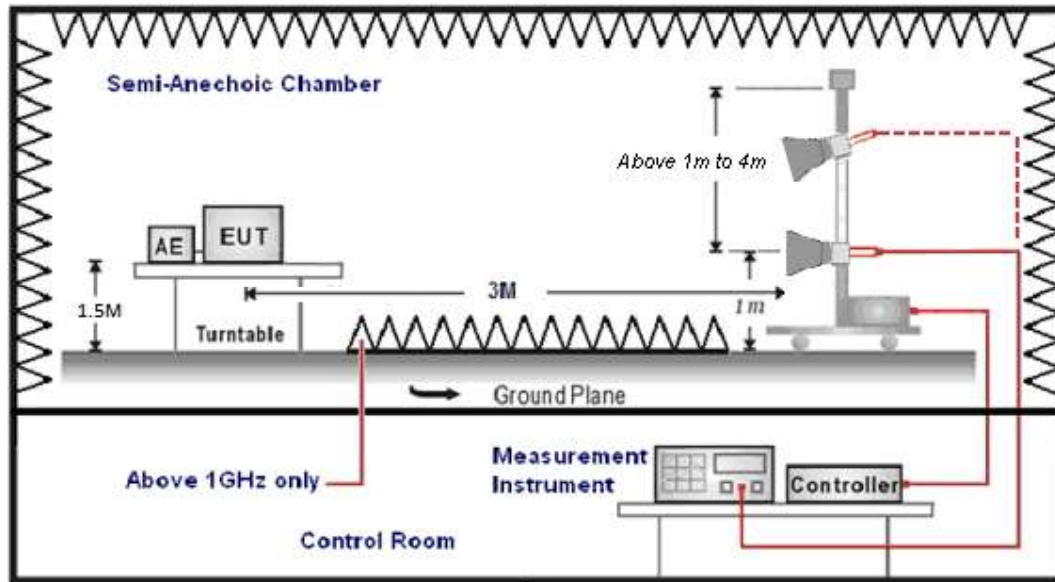 Semi-Anechoic Chamber
Above 1m to 4m
AE
EUT
1.5M
3M
1m
Turntable
Ground Plane
Above 1GHz only
Measurement
Instrument
Controller
Control Room